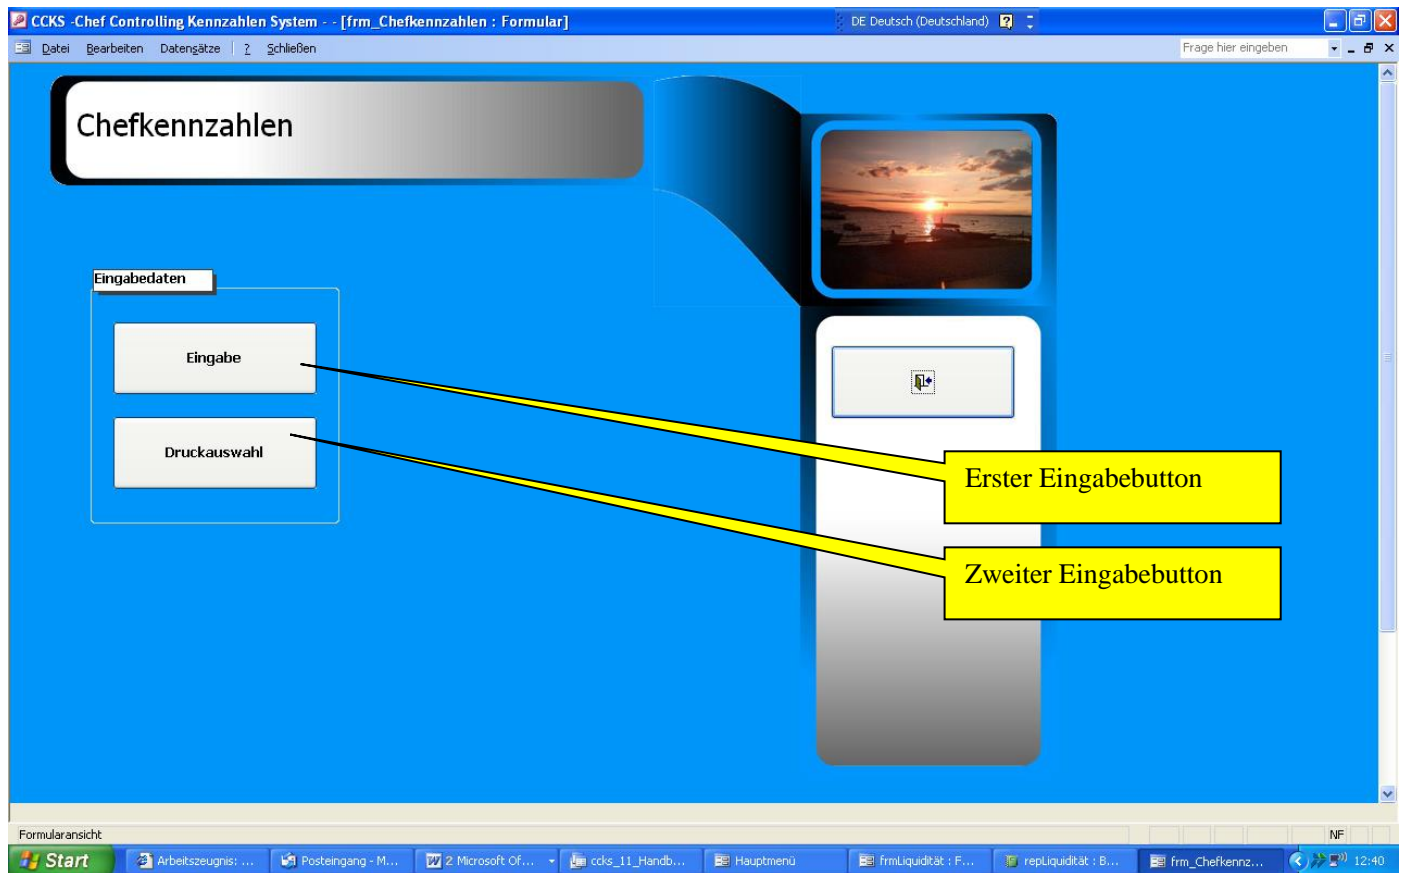 CCKS -Chef Controlling Kennzahlen System - - [frm_Chefkennzahlen : Formular]
DE Deutsch (Deutschland)
Datei Bearbeiten Datensätze ? Schließen
Frage hier eingeben
Chefkennzahlen
Eingabedaten
Eingabe
Druckauswahl
Erster Eingabebutton
Zweiter Eingabebutton
Formularansicht
NF
Start
Arbeitszeugnis: ...
Posteingang - M...
2 Microsoft Of...
ccks_11_Handb...
Hauptmenü
frmLiquidität : F...
repLiquidität : B...
frm_Chefkennz...
12:40